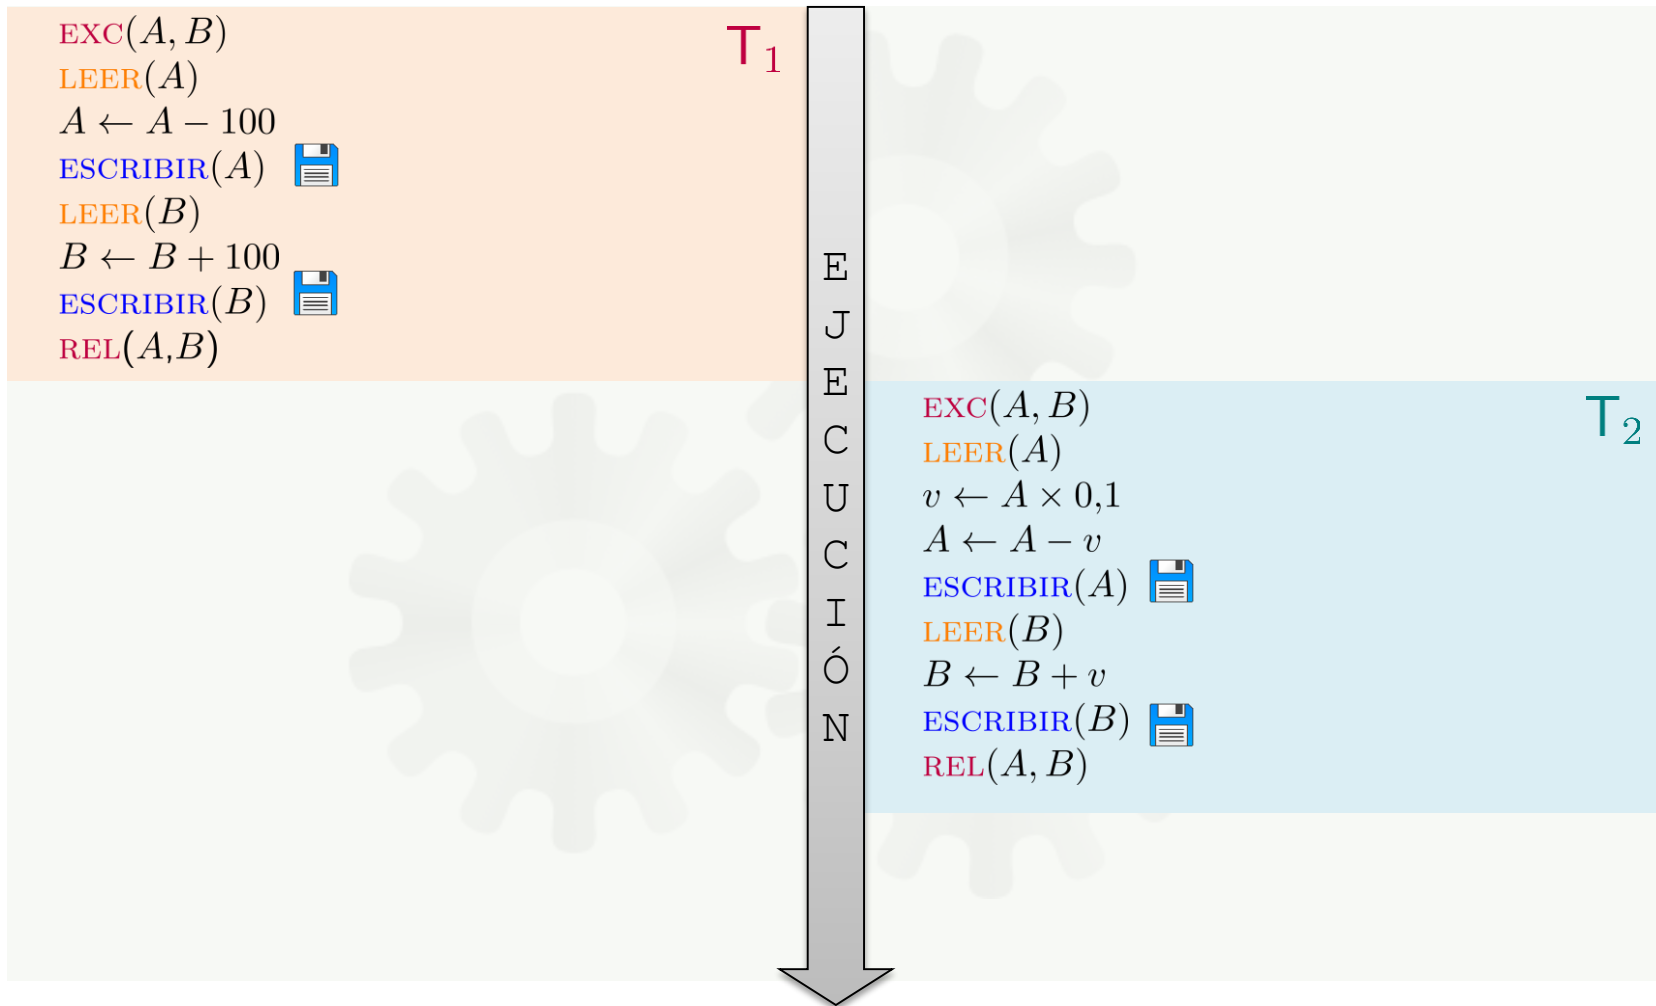 EXC(A, B)
T1
LEER(A)
A ← A − 100
ESCRIBIR(A)
LEER(B)
B ← B + 100
ESCRIBIR(B)
REL(A,B)
EJECUCIÓN
EXC(A, B)
T2
LEER(A)
v ← A × 0,1
A ← A − v
ESCRIBIR(A)
LEER(B)
B ← B + v
ESCRIBIR(B)
REL(A, B)